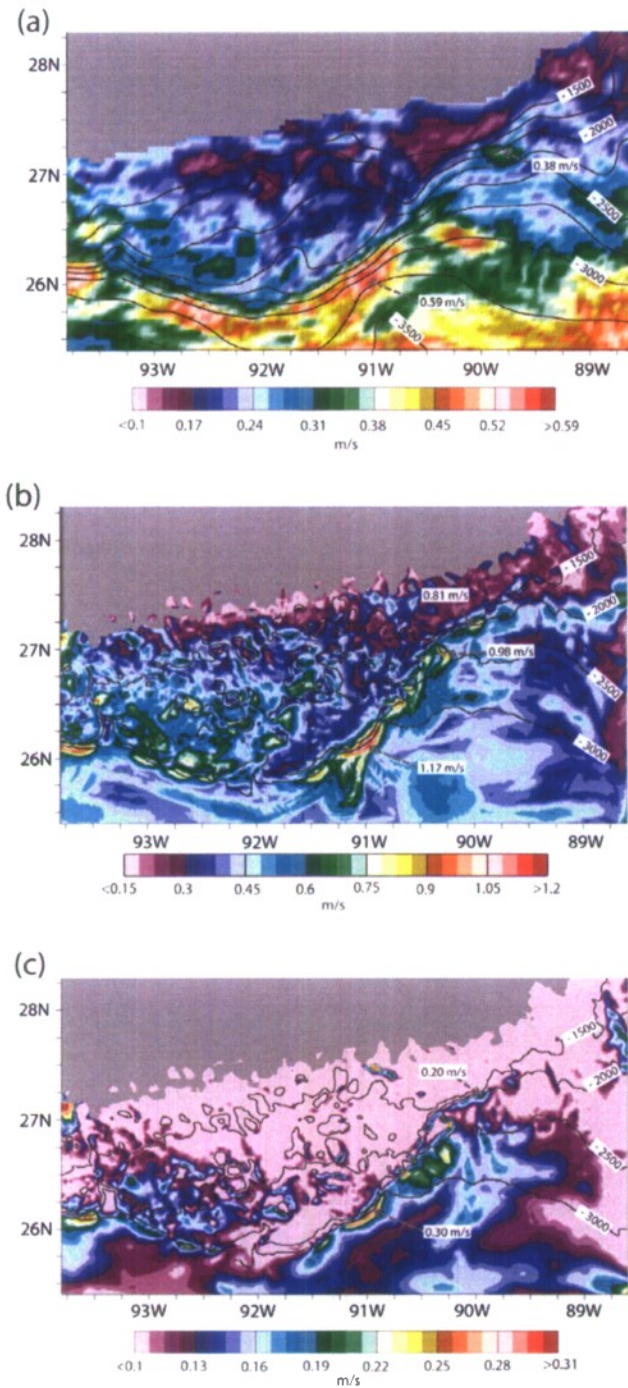 (a)
28N
27N
26N
-1500
-2000
0.38 m/s
-2500
-3000
0.59 m/s
-3500
93W 92W 91W 90W 89W
<0.1 0.17 0.24 0.31 0.38 0.45 0.52 >0.59
m/s
(b)
28N
27N
26N
-1500
0.81 m/s
-2000
0.98 m/s
-2500
-3000
1.17 m/s
93W 92W 91W 90W 89W
<0.15 0.3 0.45 0.6 0.75 0.9 1.05 >1.2
m/s
(c)
28N
27N
26N
-1500
0.20 m/s
-2000
-2500
-3000
0.30 m/s
93W 92W 91W 90W 89W
<0.1 0.13 0.16 0.19 0.22 0.25 0.28 >0.31
m/s